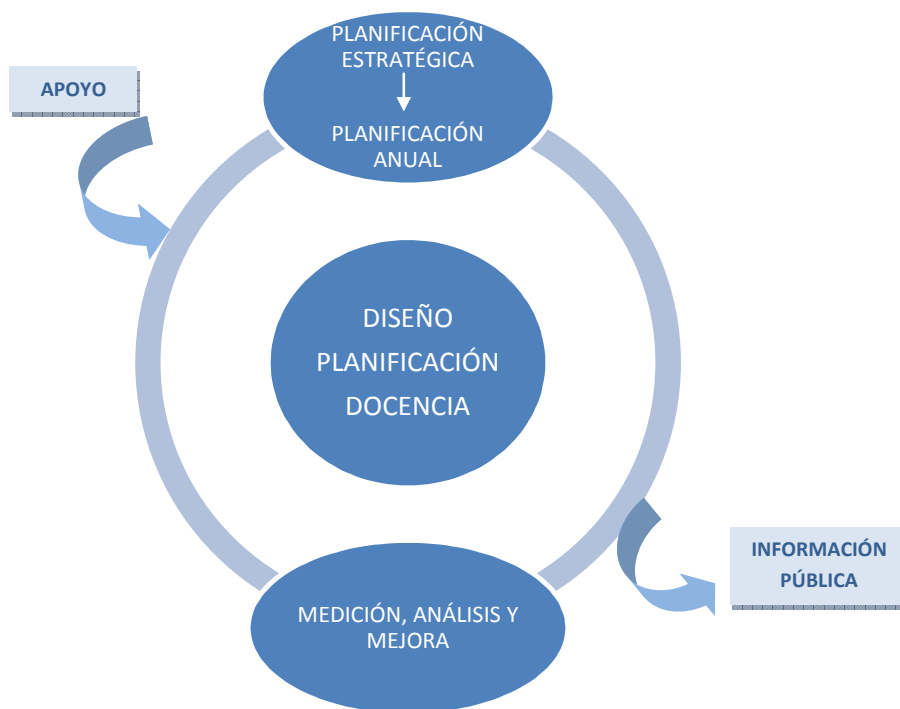 PLANIFICACIÓN
ESTRATÉGICA
PLANIFICACIÓN
ANUAL
APOYO
DISEÑO
PLANIFICACIÓN
DOCENCIA
INFORMACIÓN
PÚBLICA
MEDICIÓN, ANÁLISIS Y
MEJORA